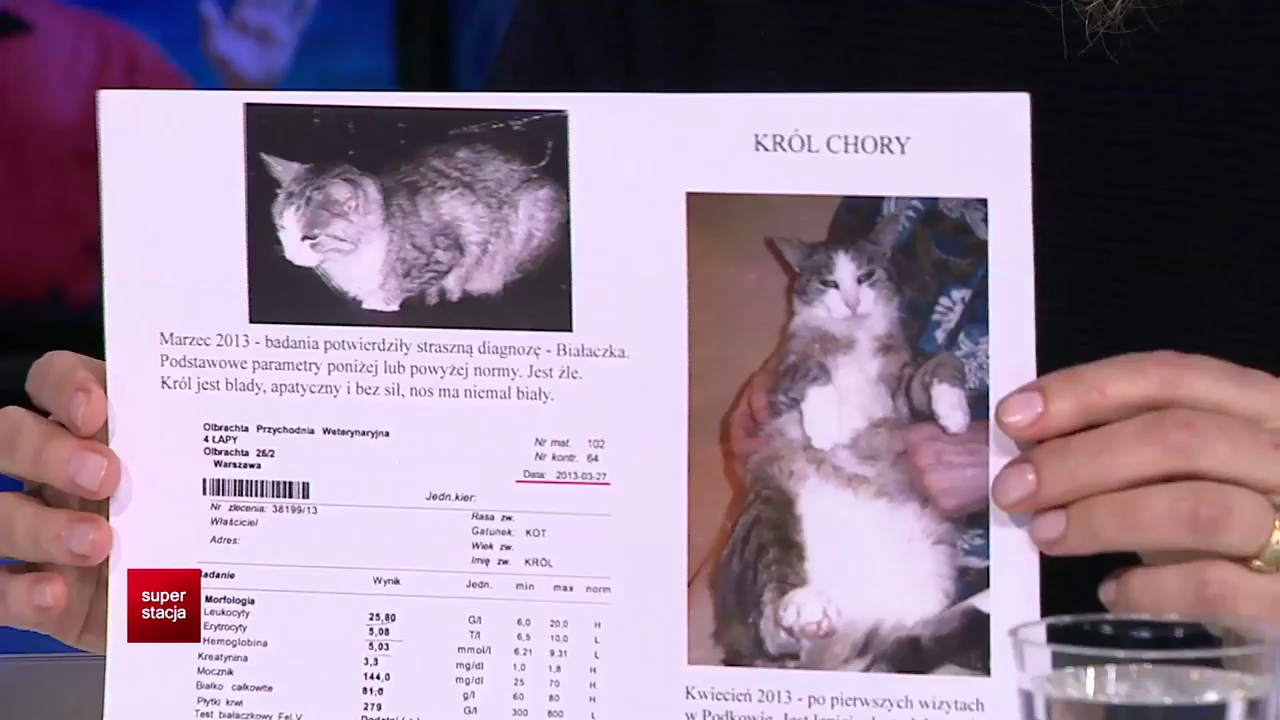 KRÓL CHORY
Marzec 2013 - badania potwierdziły straszną diagnozę - Białaczka.
Podstawowe parametry poniżej lub powyżej normy. Jest źle.
Król jest blady, apatyczny i bez sił, nos ma niemal biały.
Olbrachta Przychodnia Weterynaryjna
4 ŁAPY
Olbrachta 26/2
Warszawa
Nr mat. 102
Nr kontr. 64
Data: 2013-03-27
Jedn.kier:
Nr zlecenia: 38199/13
Właściciel
Adres:
Rasa zw.
Gatunek: KOT
Wiek zw.
Imię zw. KRÓL
Badanie Wynik Jedn. min max norm
Morfologia
Leukocyty 25,80 G/l 6,0 20,0 H
Erytrocyty 5,08 T/l 6,5 10,0 L
Hemoglobina 5,03 mmol/l 6,21 9,31 L
Kreatynina 3,3 mg/dl 1,0 1,8 H
Mocznik 144,0 mg/dl 25 70 H
Białko całkowite 81,0 g/l 60 80 H
Płytki krwi 279 G/l 300 800 L
Test białaczkowy FeLV
Kwiecień 2013 - po pierwszych wizytach
w Podkowie. Jest
super
stacja